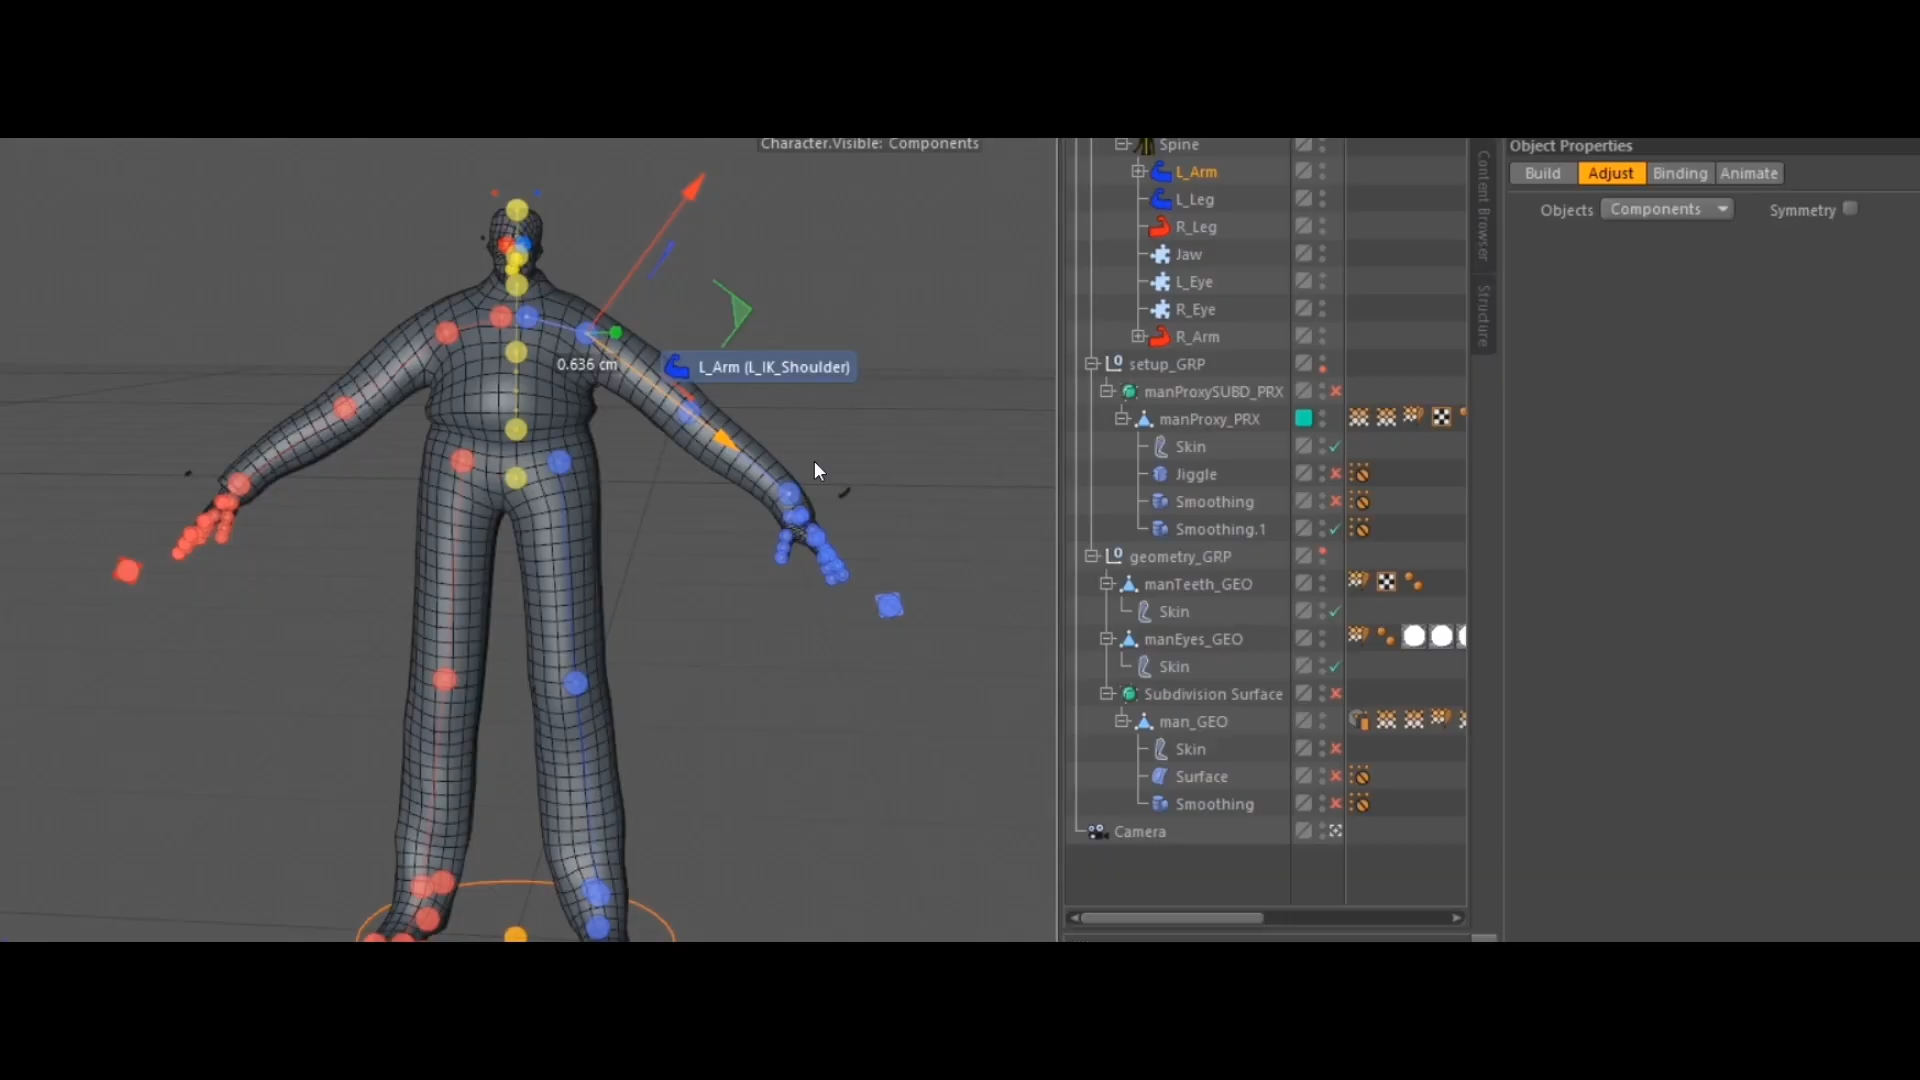 Character.Visible: Components
0.636 cm
L_Arm (L_IK_Shoulder)
Spine
L_Arm
L_Leg
R_Leg
Jaw
L_Eye
R_Eye
R_Arm
setup_GRP
manProxySUBD_PRX
manProxy_PRX
Skin
Jiggle
Smoothing
Smoothing.1
geometry_GRP
manTeeth_GEO
Skin
manEyes_GEO
Skin
Subdivision Surface
man_GEO
Skin
Surface
Smoothing
Camera
Content Browser
Structure
Object Properties
Build Adjust Binding Animate
Objects Components Symmetry